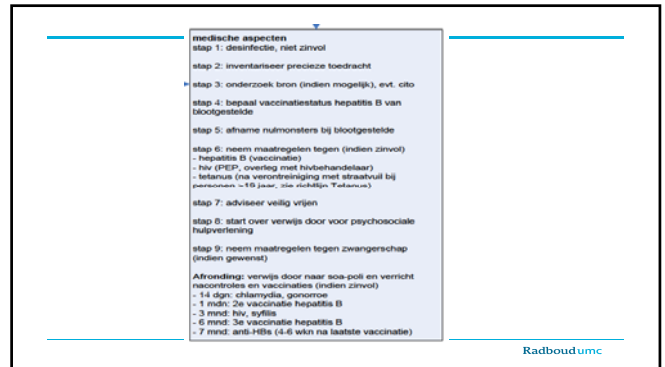 medische aspecten
stap 1: desinfectie, niet zinvol
stap 2: inventariseer precieze toedracht
stap 3: onderzoek bron (indien mogelijk), evt. cito
stap 4: bepaal vaccinatiestatus hepatitis B van
blootgestelde
stap 5: afname nulmonsters bij blootgestelde
stap 6: neem maatregelen tegen (indien zinvol)
- hepatitis B (vaccinatie)
- hiv (PEP, overleg met hivbehandelaar)
- tetanus (na verontreiniging met straatvuil bij
personen >19 jaar, zie richtlijn Tetanus)
stap 7: adviseer veilig vrijen
stap 8: start over verwijs door voor psychosociale
hulpverlening
stap 9: neem maatregelen tegen zwangerschap
(indien gewenst)
Afronding: verwijs door naar soa-poli en verricht
nacontroles en vaccinaties (indien zinvol)
- 14 dgn: chlamydia, gonorroe
- 1 mdn: 2e vaccinatie hepatitis B
- 3 mnd: hiv, syfilis
- 6 mnd: 3e vaccinatie hepatitis B
- 7 mnd: anti-HBs (4-6 wkn na laatste vaccinatie)
Radboudumc